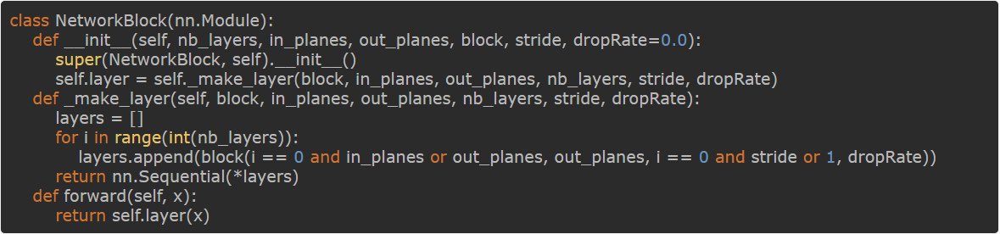 class NetworkBlock(nn.Module):
    def __init__(self, nb_layers, in_planes, out_planes, block, stride, dropRate=0.0):
        super(NetworkBlock, self).__init__()
        self.layer = self._make_layer(block, in_planes, out_planes, nb_layers, stride, dropRate)
    def _make_layer(self, block, in_planes, out_planes, nb_layers, stride, dropRate):
        layers = []
        for i in range(int(nb_layers)):
            layers.append(block(i == 0 and in_planes or out_planes, out_planes, i == 0 and stride or 1, dropRate))
        return nn.Sequential(*layers)
    def forward(self, x):
        return self.layer(x)